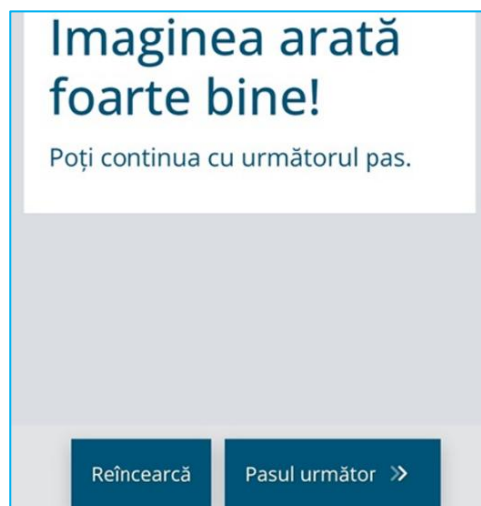 Imaginea arată
foarte bine!
Poți continua cu următorul pas.
Reîncearcă
Pasul următor »